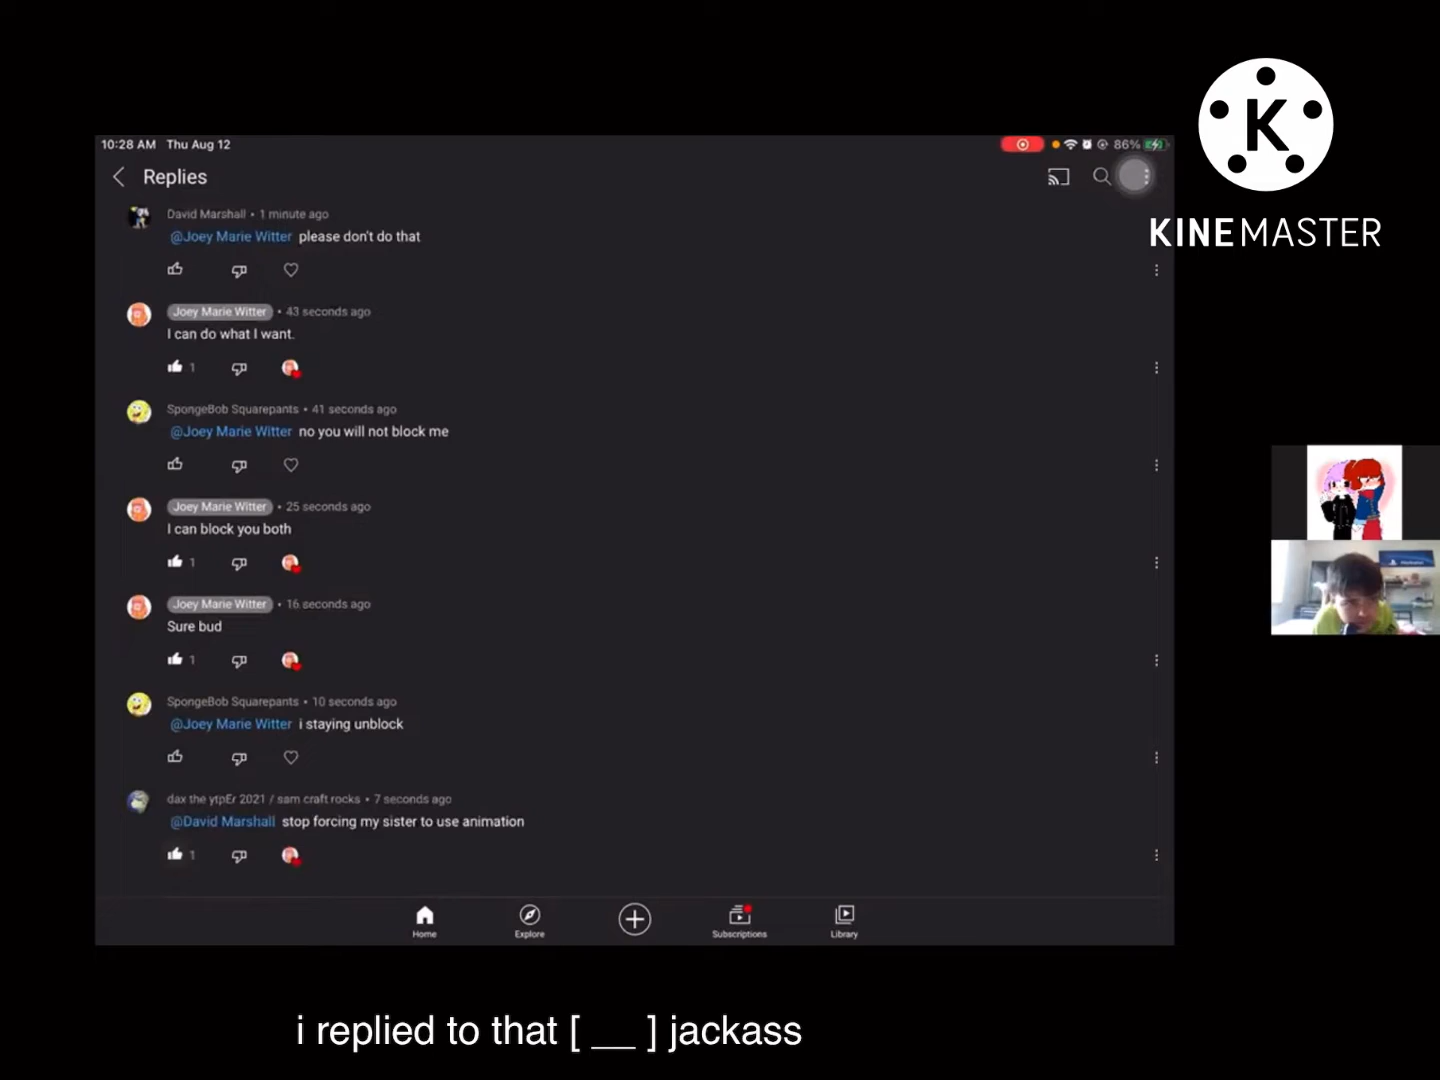 10:28 AM Thu Aug 12
86%
Replies
David Marshall • 1 minute ago
@Joey Marie Witter please don't do that
Joey Marie Witter • 43 seconds ago
I can do what I want.
1
SpongeBob Squarepants • 41 seconds ago
@Joey Marie Witter no you will not block me
Joey Marie Witter • 25 seconds ago
I can block you both
1
Joey Marie Witter • 16 seconds ago
Sure bud
1
SpongeBob Squarepants • 10 seconds ago
@Joey Marie Witter i staying unblock
dax the ytpEr 2021 / sam craft rocks • 7 seconds ago
@David Marshall stop forcing my sister to use animation
1
Home
Explore
Subscriptions
Library
K
KINEMASTER
i replied to that [ __ ] jackass